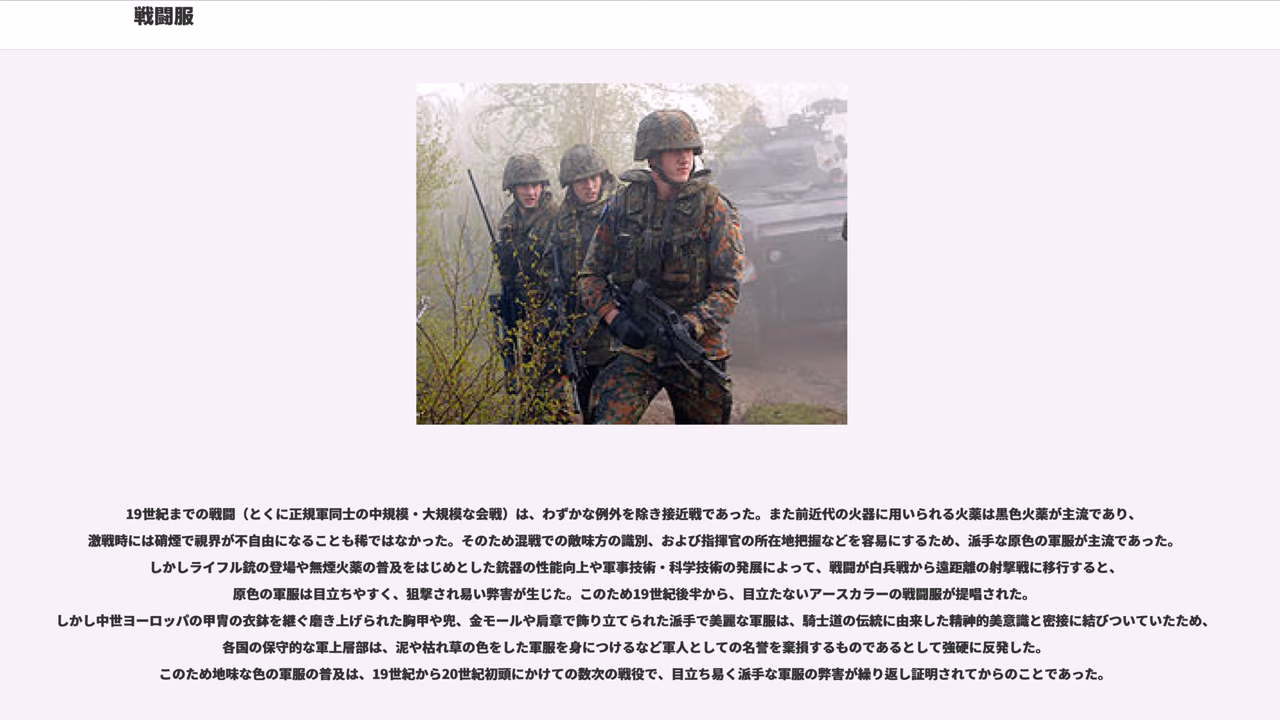 戦闘服
19世紀までの戦闘（とくに正規軍同士の中規模・大規模な会戦）は、わずかな例外を除き接近戦であった。また前近代の火器に用いられる火薬は黒色火薬が主流であり、
激戦時には硝煙で視界が不自由になることも稀ではなかった。そのため混戦での敵味方の識別、および指揮官の所在地把握などを容易にするため、派手な原色の軍服が主流であった。
しかしライフル銃の登場や無煙火薬の普及をはじめとした銃器の性能向上や軍事技術・科学技術の発展によって、戦闘が白兵戦から遠距離の射撃戦に移行すると、
原色の軍服は目立ちやすく、狙撃され易い弊害が生じた。このため19世紀後半から、目立たないアースカラーの戦闘服が提唱された。
しかし中世ヨーロッパの甲冑の衣鉢を継ぐ磨き上げられた胸甲や兜、金モールや肩章で飾り立てられた派手で美麗な軍服は、騎士道の伝統に由来した精神的美意識と密接に結びついていたため、
各国の保守的な軍上層部は、泥や枯れ草の色をした軍服を身につけるなど軍人としての名誉を棄損するものであるとして強硬に反発した。
このため地味な色の軍服の普及は、19世紀から20世紀初頭にかけての数次の戦役で、目立ち易く派手な軍服の弊害が繰り返し証明されてからのことであった。